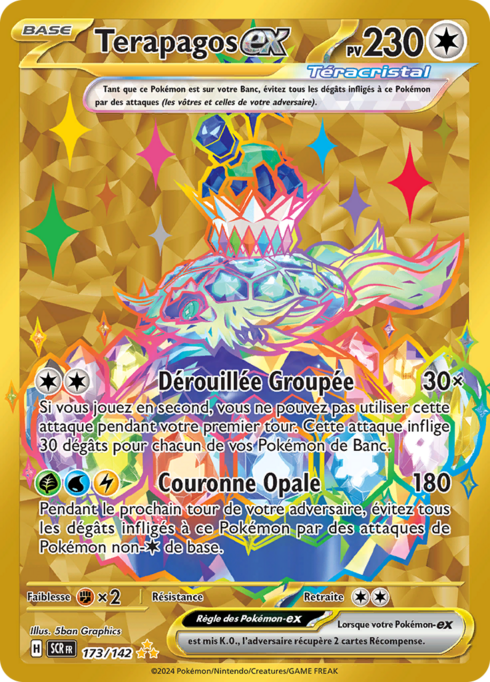 BASE
Terapagos ex
PV 230
Téracristal
Tant que ce Pokémon est sur votre Banc, évitez tous les dégâts infligés à ce Pokémon
par des attaques (les vôtres et celles de votre adversaire).
Dérouillée Groupée 30×
Si vous jouez en second, vous ne pouvez pas utiliser cette
attaque pendant votre premier tour. Cette attaque inflige
30 dégâts pour chacun de vos Pokémon de Banc.
Couronne Opale 180
Pendant le prochain tour de votre adversaire, évitez tous
les dégâts infligés à ce Pokémon par des attaques de
Pokémon non- de base.
Faiblesse ×2 Résistance Retraite
Illus. 5ban Graphics
Règle des Pokémon-ex
Lorsque votre Pokémon-ex
est mis K.O., l'adversaire récupère 2 cartes Récompense.
H SCR FR 173/142
©2024 Pokémon/Nintendo/Creatures/GAME FREAK